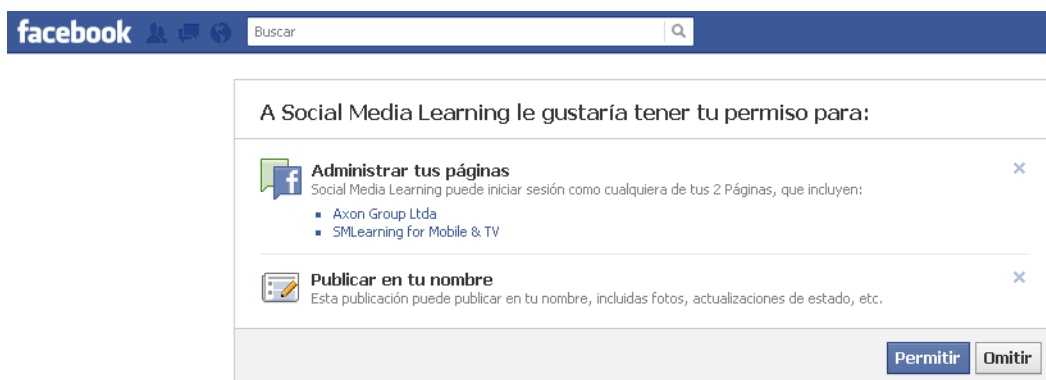 facebook Buscar
A Social Media Learning le gustaría tener tu permiso para:
Administrar tus páginas
Social Media Learning puede iniciar sesión como cualquiera de tus 2 Páginas, que incluyen:
Axon Group Ltda
SMLearning for Mobile & TV
Publicar en tu nombre
Esta publicación puede publicar en tu nombre, incluidas fotos, actualizaciones de estado, etc.
Permitir Omitir